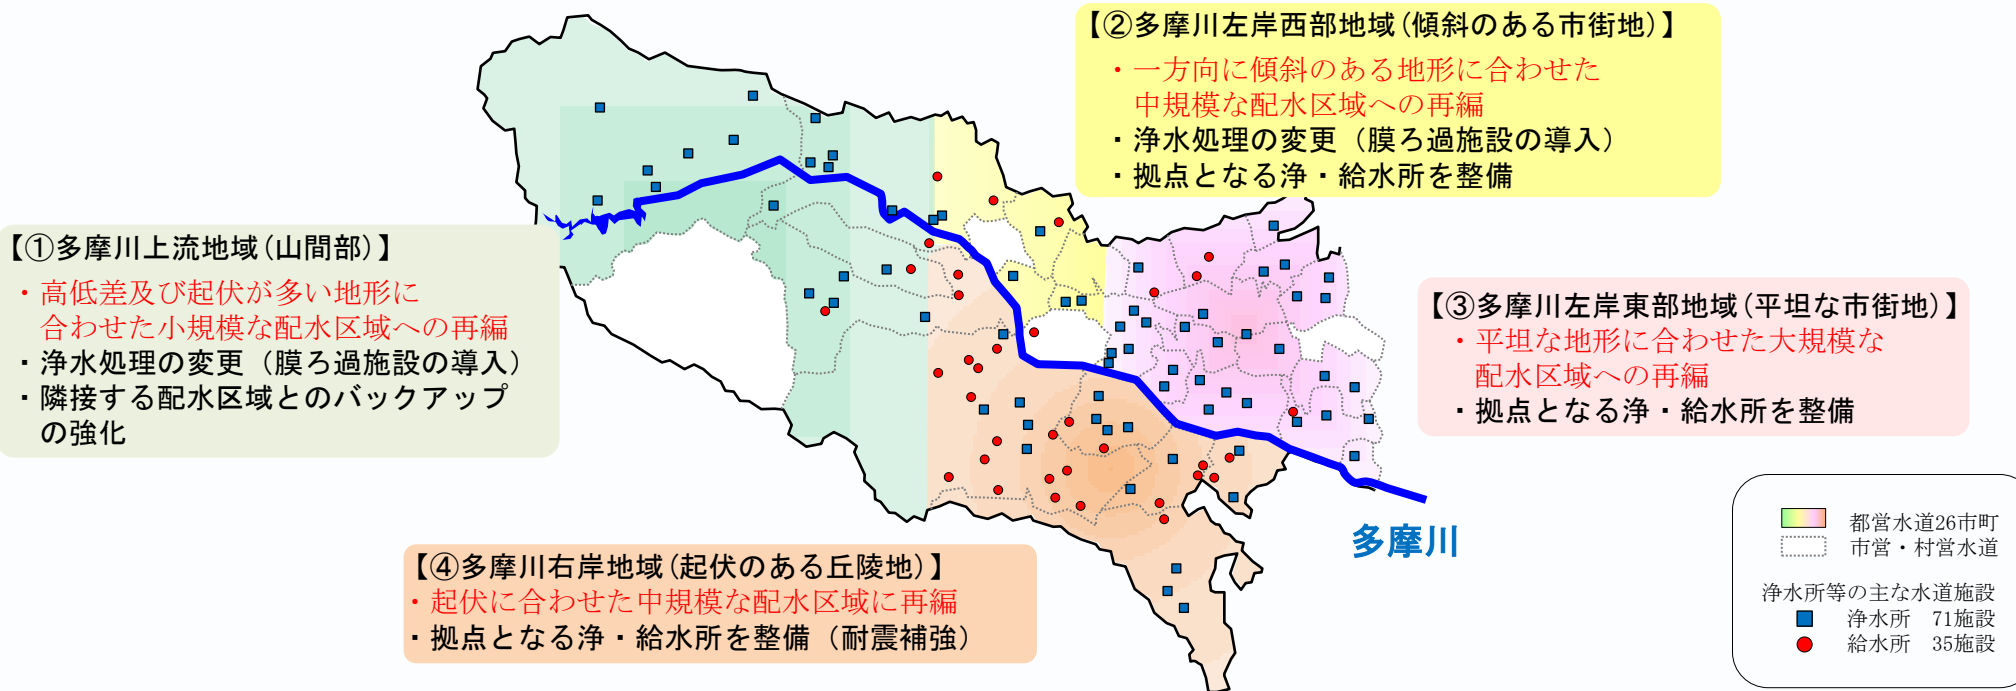 【②多摩川左岸西部地域(傾斜のある市街地)】
・一方向に傾斜のある地形に合わせた
中規模な配水区域への再編
・浄水処理の変更（膜ろ過施設の導入）
・拠点となる浄・給水所を整備
【①多摩川上流地域(山間部)】
・高低差及び起伏が多い地形に
合わせた小規模な配水区域への再編
・浄水処理の変更（膜ろ過施設の導入）
・隣接する配水区域とのバックアップ
の強化
【③多摩川左岸東部地域(平坦な市街地)】
・平坦な地形に合わせた大規模な
配水区域への再編
・拠点となる浄・給水所を整備
多摩川
【④多摩川右岸地域(起伏のある丘陵地)】
・起伏に合わせた中規模な配水区域に再編
・拠点となる浄・給水所を整備（耐震補強）
都営水道26市町
市営・村営水道
浄水所等の主な水道施設
浄水所　71施設
給水所　35施設